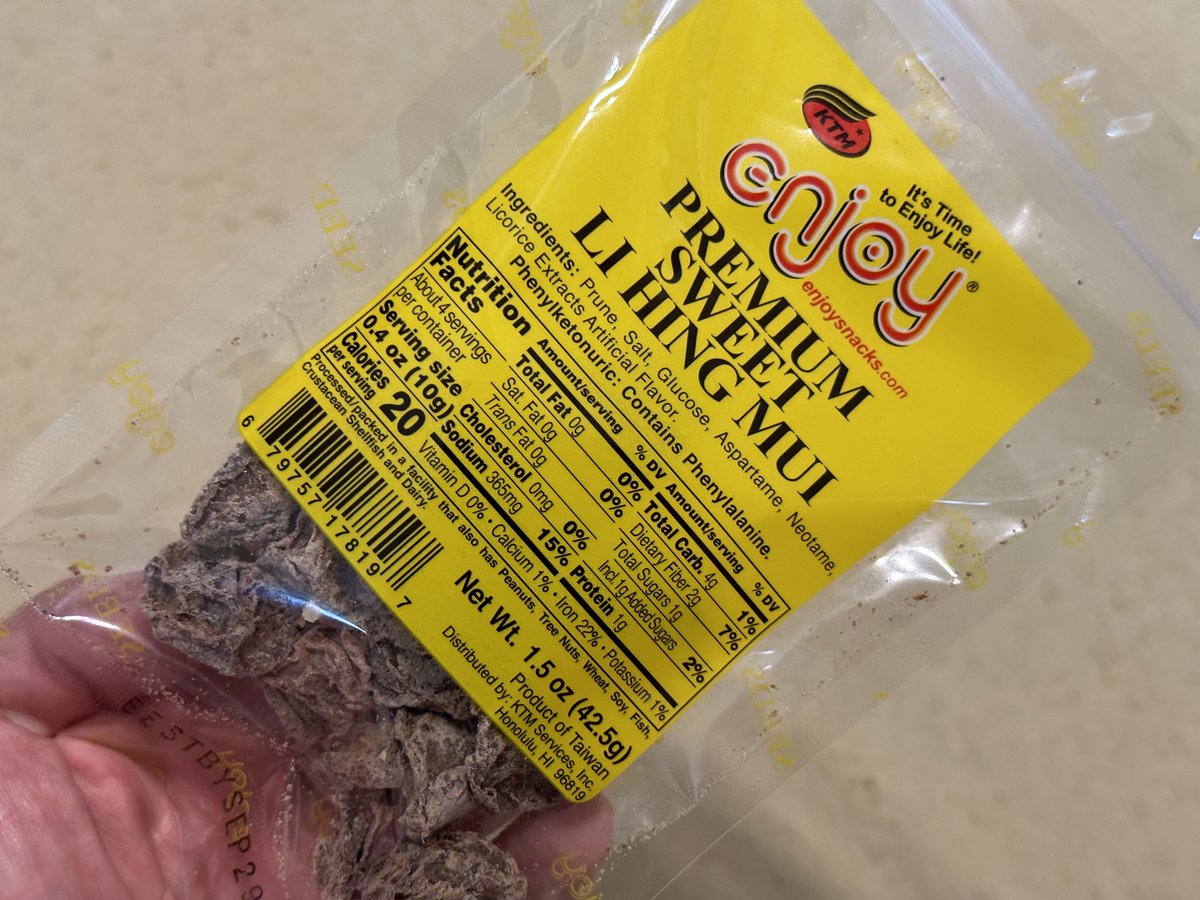 KTM
enjoy®
It's Time
to Enjoy Life!
enjoysnacks.com
PREMIUM
SWEET
LI HING MUI
Ingredients: Prune, Salt, Glucose, Aspartame, Neotame,
Licorice Extracts Artificial Flavor.
Phenylketonuric: Contains Phenylalanine.
Nutrition
Facts
About 4 servings
per container
Serving size
0.4 oz (10g)
Calories
per serving 20
Amount/serving % DV
Total Fat 0g 0%
Sat. Fat 0g 0%
Trans Fat 0g
Cholesterol 0mg 0%
Sodium 365mg 15%
Amount/serving % DV
Total Carb. 4g 1%
Dietary Fiber 2g 7%
Total Sugars 1g
Incl 1g Added Sugars 2%
Protein 1g
Vitamin D 0% • Calcium 1% • Iron 22% • Potassium 1%
Processed/packed in a facility that also has Peanuts, Tree Nuts, Wheat, Soy, Fish,
Crustacean Shellfish and Dairy.
6 79757 17819 7
Net Wt. 1.5 oz (42.5g)
Product of Taiwan
Distributed by: KTM Services, Inc.
Honolulu, HI 96819
BESTBYSEP29